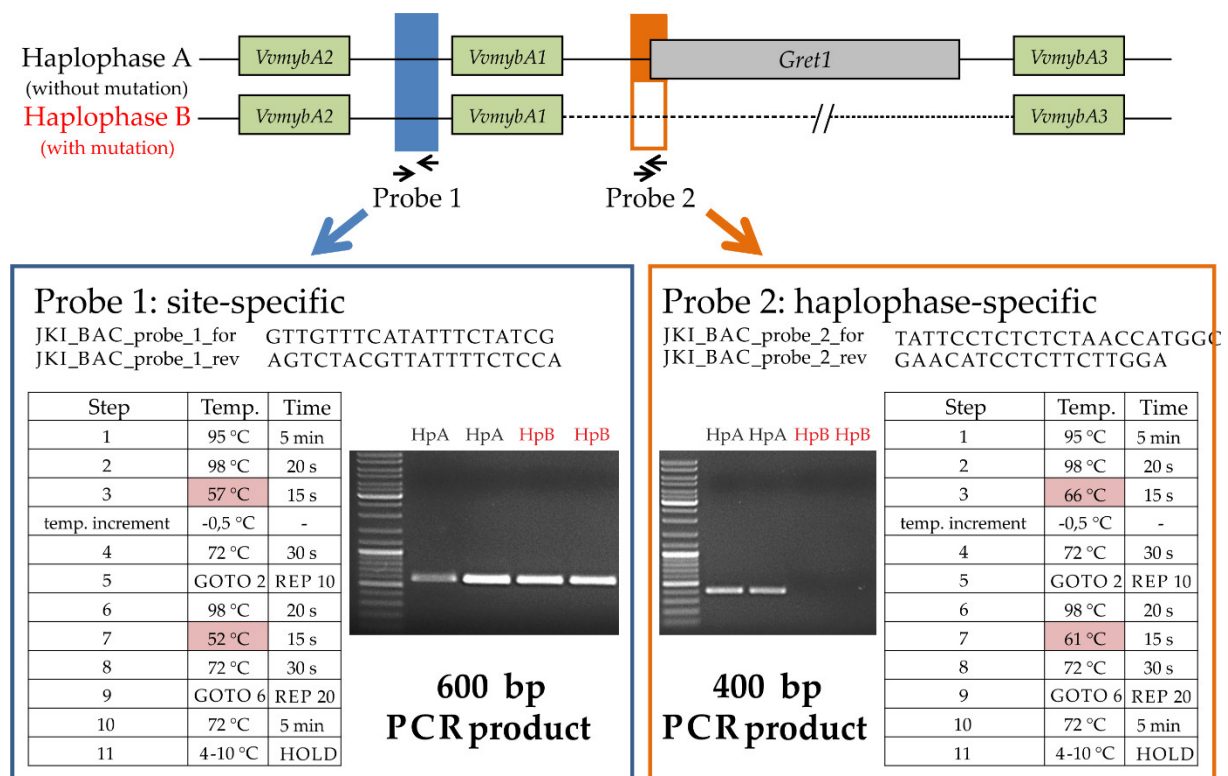 Haplophase A
(without mutation)
VvmybA2
VvmybA1
Gret1
VvmybA3
Haplophase B
(with mutation)
VvmybA2
VvmybA1
//
VvmybA3
Probe 1
Probe 2
Probe 1: site-specific
JKI_BAC_probe_1_for GTTGTTTCATATTTCTATCG
JKI_BAC_probe_1_rev AGTCTACGTTATTTTCTCCA
Step Temp. Time
1 95 °C 5 min
2 98 °C 20 s
3 57 °C 15 s
temp. increment -0,5 °C -
4 72 °C 30 s
5 GOTO 2 REP 10
6 98 °C 20 s
7 52 °C 15 s
8 72 °C 30 s
9 GOTO 6 REP 20
10 72 °C 5 min
11 4-10 °C HOLD
HpA HpA HpB HpB
600 bp
PCR product
Probe 2: haplophase-specific
JKI_BAC_probe_2_for TATTCCTCTCTCTAACCATGGC
JKI_BAC_probe_2_rev GAACATCCTCTTCTTGGA
HpA HpA HpB HpB
400 bp
PCR product
Step Temp. Time
1 95 °C 5 min
2 98 °C 20 s
3 66 °C 15 s
temp. increment -0,5 °C -
4 72 °C 30 s
5 GOTO 2 REP 10
6 98 °C 20 s
7 61 °C 15 s
8 72 °C 30 s
9 GOTO 6 REP 20
10 72 °C 5 min
11 4-10 °C HOLD